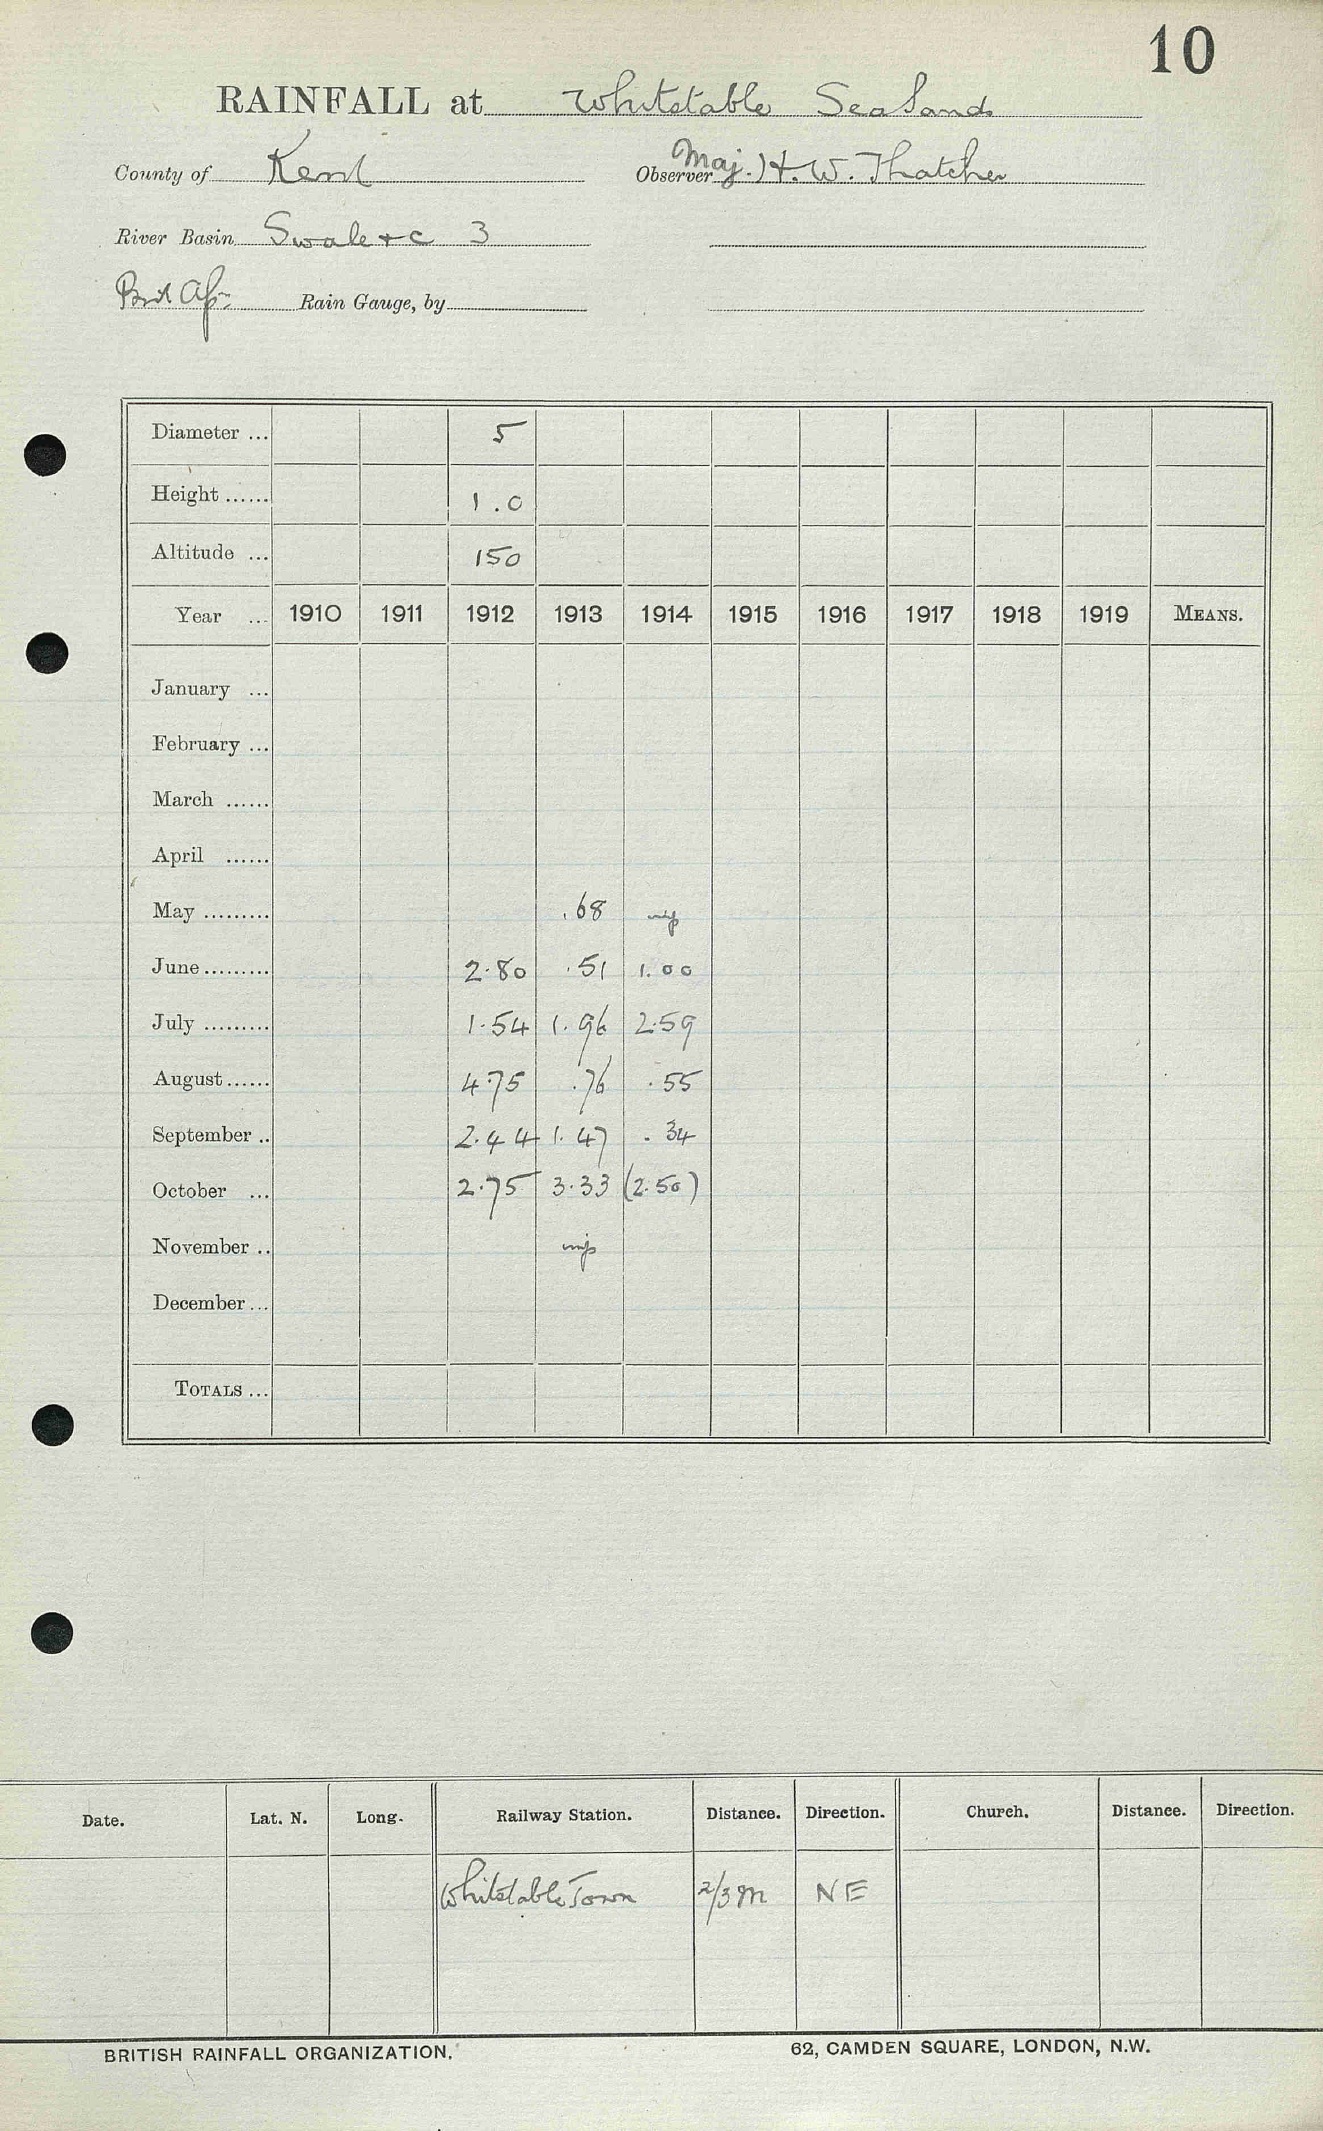 10
RAINFALL at Whitstable Sealands
County of Kent Observer Maj. H. W. Thatcher
River Basin Swale + c 3
Rain Gauge, by
Diameter ... 5
Height ...... 1.0
Altitude ... 150
Year ... 1910 1911 1912 1913 1914 1915 1916 1917 1918 1919 MEANS.
January ...
February ...
March ......
April ......
May ......... .68
June ......... 2.80 .51 1.00
July ......... 1.54 1.96 2.59
August ...... 4.75 .76 .55
September .. 2.44 1.47 .34
October ... 2.75 3.33 (2.50)
November ..
December ...
TOTALS ...
Date. Lat. N. Long. Railway Station. Distance. Direction. Church. Distance. Direction.
Whitstable Town 2/3 m NE
BRITISH RAINFALL ORGANIZATION. 62, CAMDEN SQUARE, LONDON, N.W.